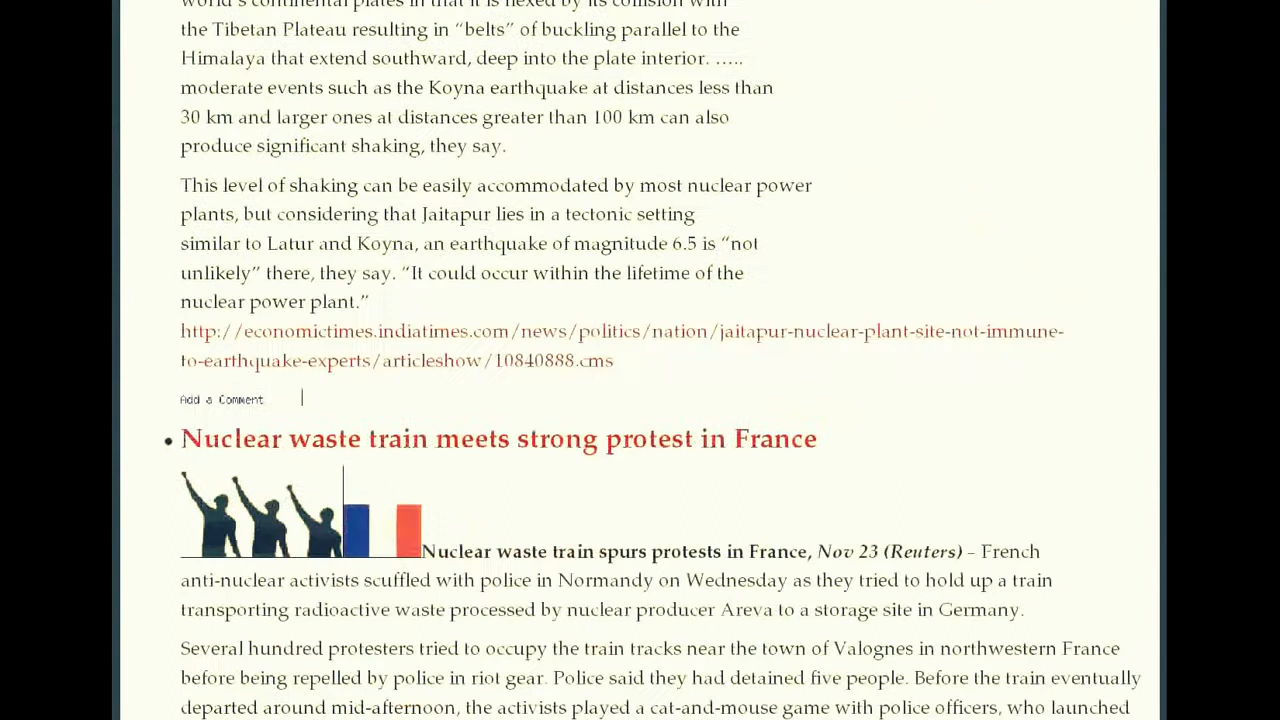 world's continental plates in that it is flexed by its collision with
the Tibetan Plateau resulting in “belts” of buckling parallel to the
Himalaya that extend southward, deep into the plate interior. …..
moderate events such as the Koyna earthquake at distances less than
30 km and larger ones at distances greater than 100 km can also
produce significant shaking, they say.
This level of shaking can be easily accommodated by most nuclear power
plants, but considering that Jaitapur lies in a tectonic setting
similar to Latur and Koyna, an earthquake of magnitude 6.5 is “not
unlikely” there, they say. “It could occur within the lifetime of the
nuclear power plant.”
http://economictimes.indiatimes.com/news/politics/nation/jaitapur-nuclear-plant-site-not-immune-
to-earthquake-experts/articleshow/10840888.cms
Add a Comment
• Nuclear waste train meets strong protest in France
Nuclear waste train spurs protests in France, Nov 23 (Reuters) – French
anti-nuclear activists scuffled with police in Normandy on Wednesday as they tried to hold up a train
transporting radioactive waste processed by nuclear producer Areva to a storage site in Germany.
Several hundred protesters tried to occupy the train tracks near the town of Valognes in northwestern France
before being repelled by police in riot gear. Police said they had detained five people. Before the train eventually
departed around mid-afternoon, the activists played a cat-and-mouse game with police officers, who launched